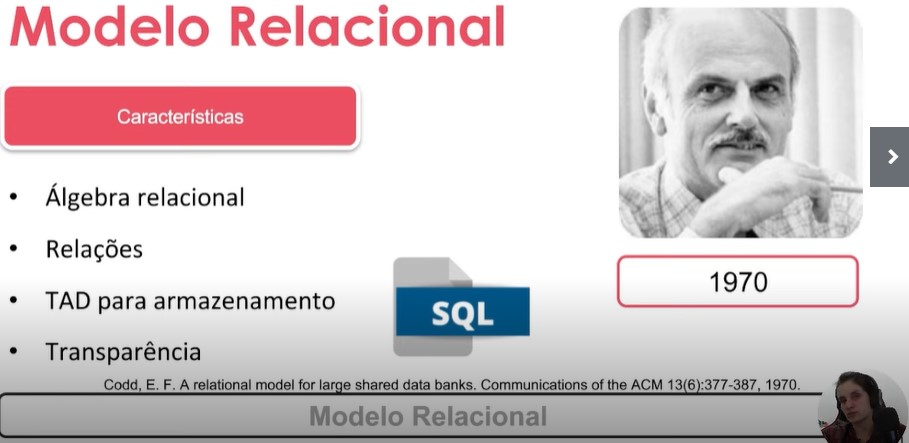 Modelo Relacional
Características
• Álgebra relacional
• Relações
• TAD para armazenamento
• Transparência
SQL
1970
Codd, E. F. A relational model for large shared data banks. Communications of the ACM 13(6):377-387, 1970.
Modelo Relacional